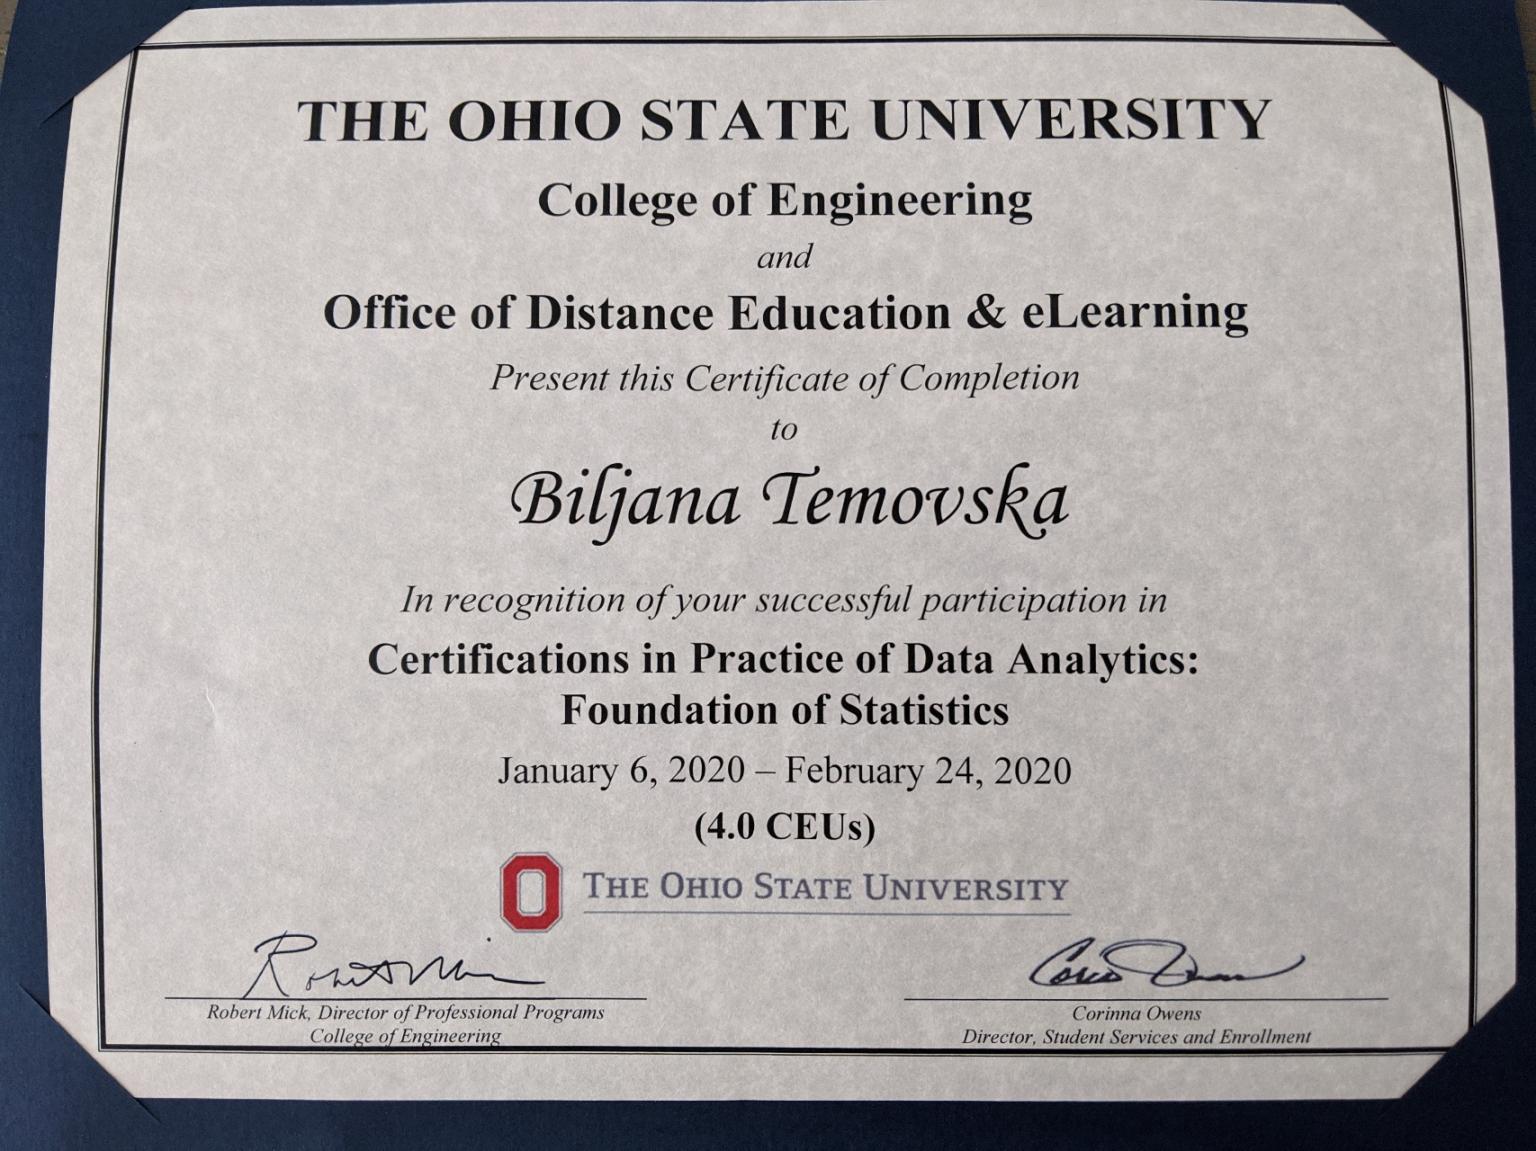 THE OHIO STATE UNIVERSITY
College of Engineering
and
Office of Distance Education & eLearning
Present this Certificate of Completion
to
Biljana Temovska
In recognition of your successful participation in
Certifications in Practice of Data Analytics:
Foundation of Statistics
January 6, 2020 – February 24, 2020
(4.0 CEUs)
THE OHIO STATE UNIVERSITY
Robert Mick, Director of Professional Programs
College of Engineering
Corinna Owens
Director, Student Services and Enrollment